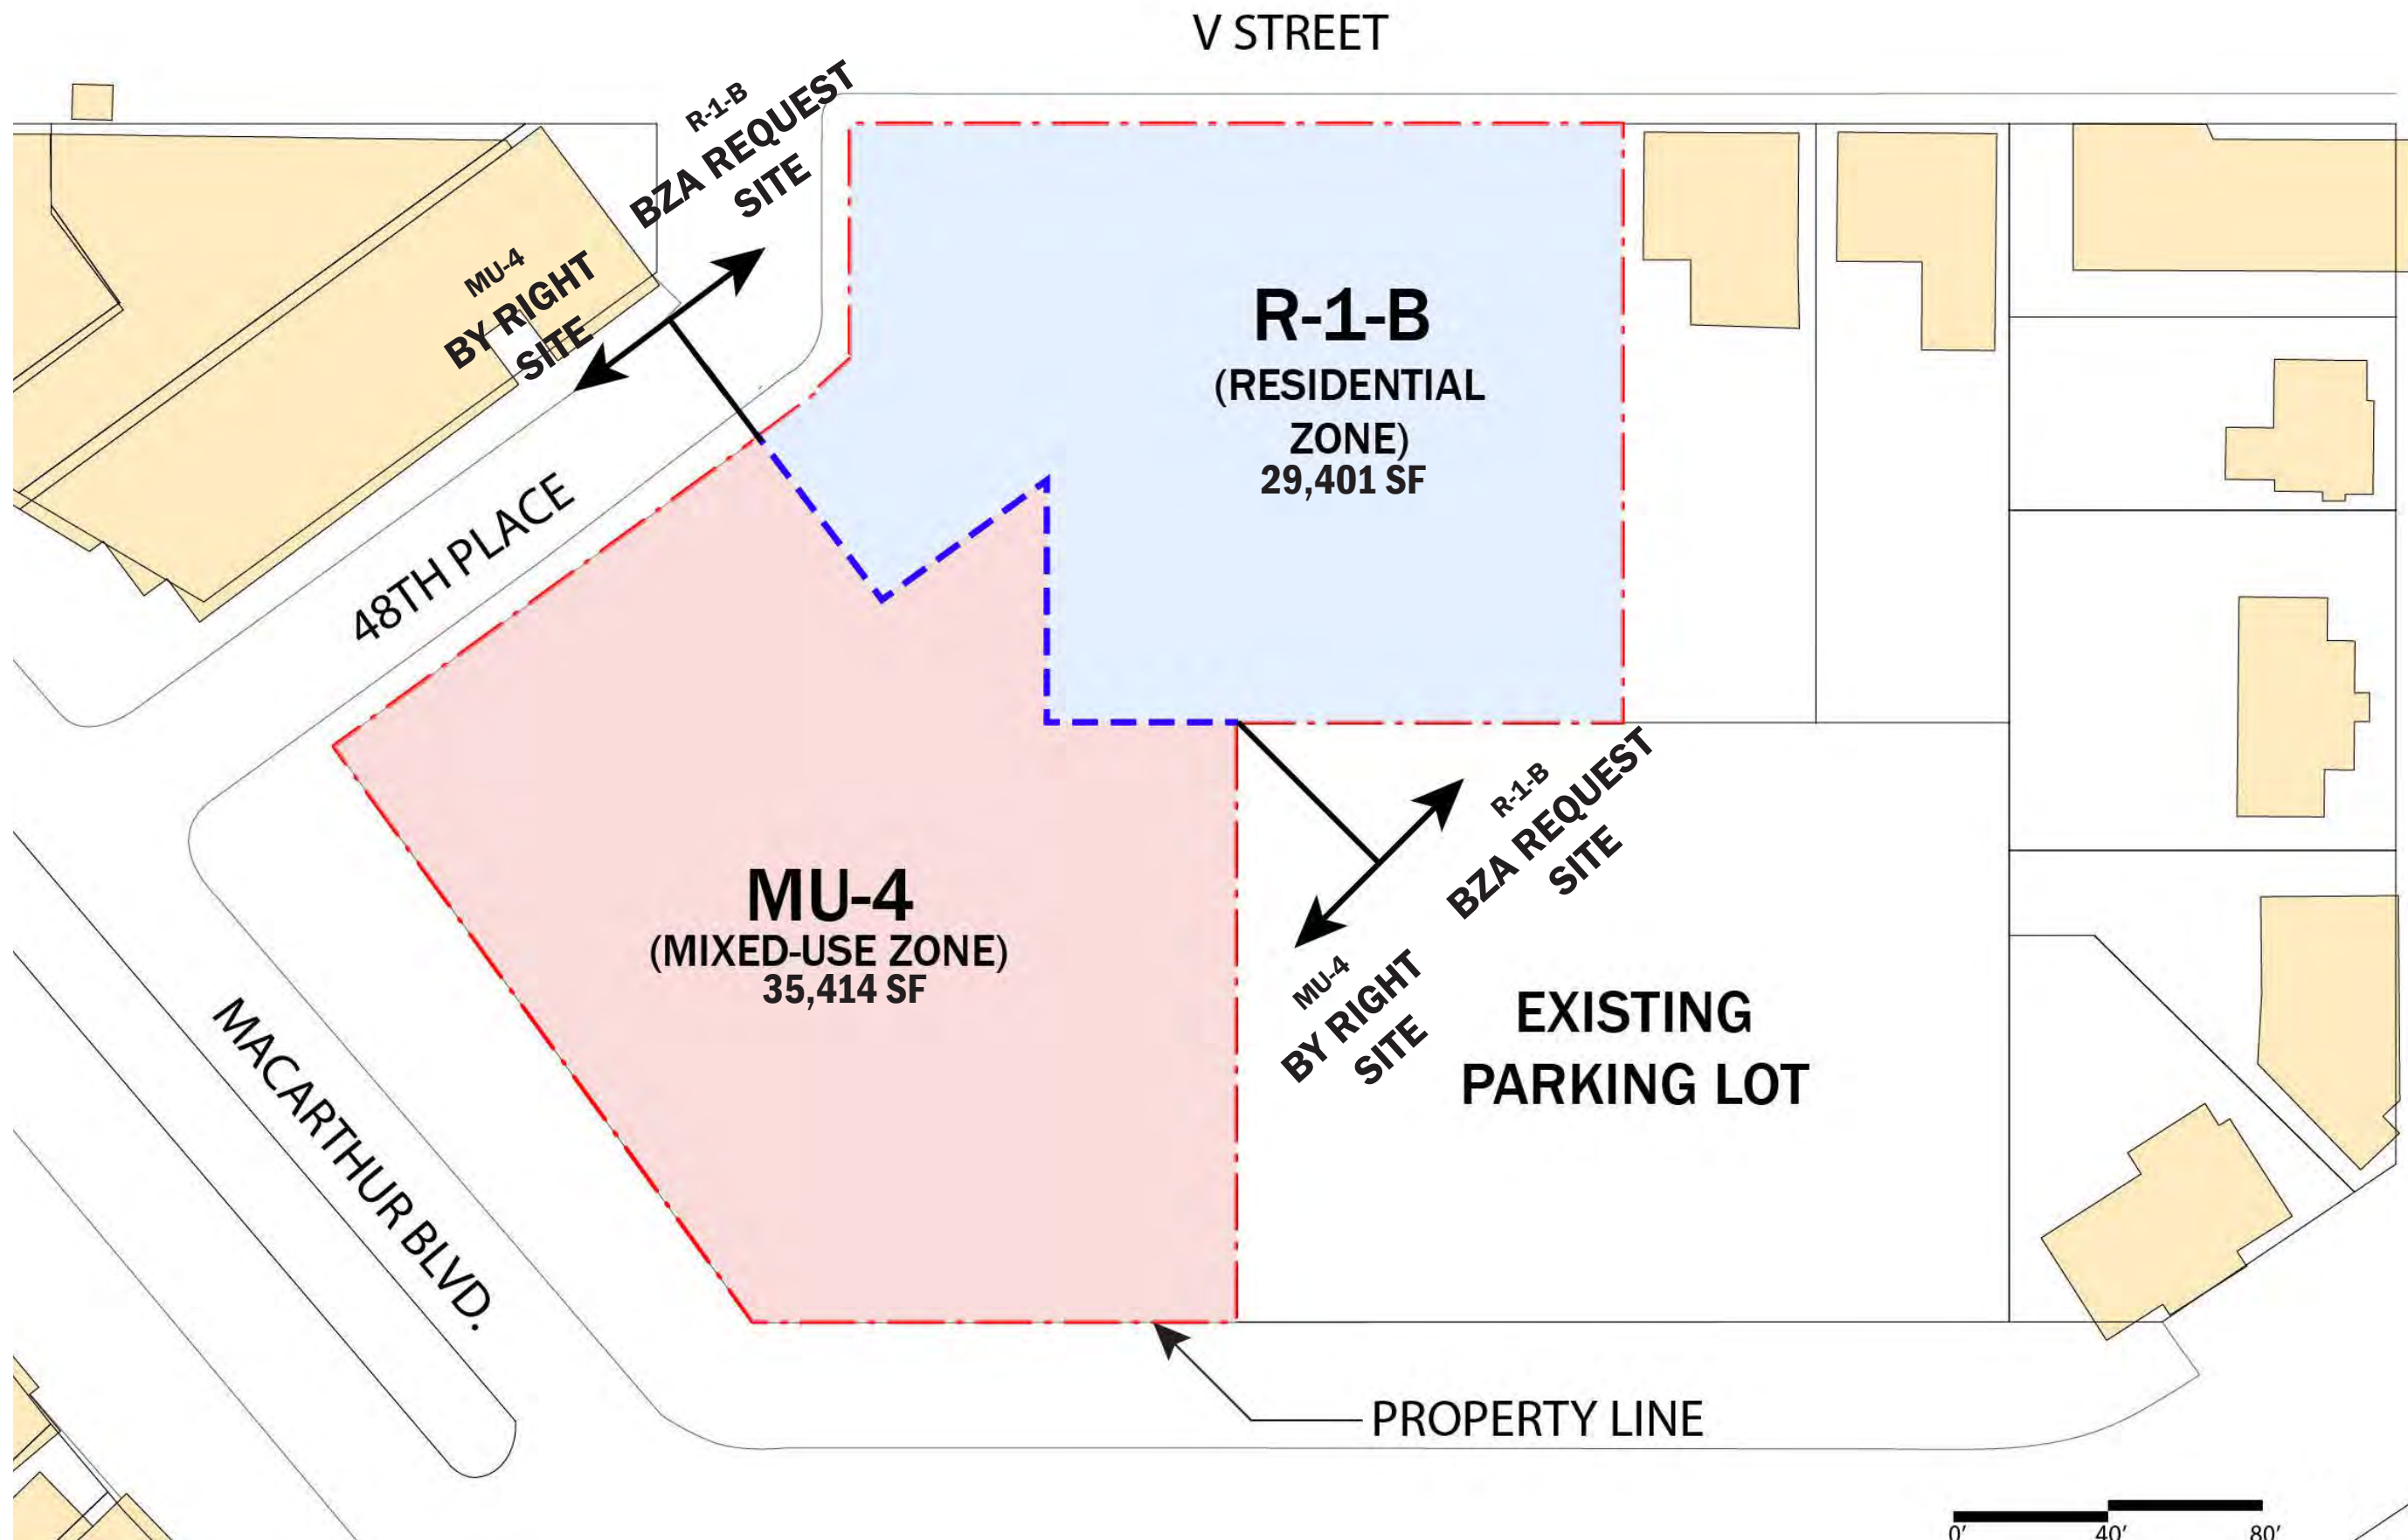 V STREET
R-1-B
BZA REQUEST
SITE
MU-4
BY RIGHT
SITE
R-1-B
(RESIDENTIAL
ZONE)
29,401 SF
48TH PLACE
R-1-B
BZA REQUEST
SITE
MU-4
(MIXED-USE ZONE)
35,414 SF
MU-4
BY RIGHT
SITE
EXISTING
PARKING LOT
MACARTHUR BLVD.
PROPERTY LINE
0' 40' 80'